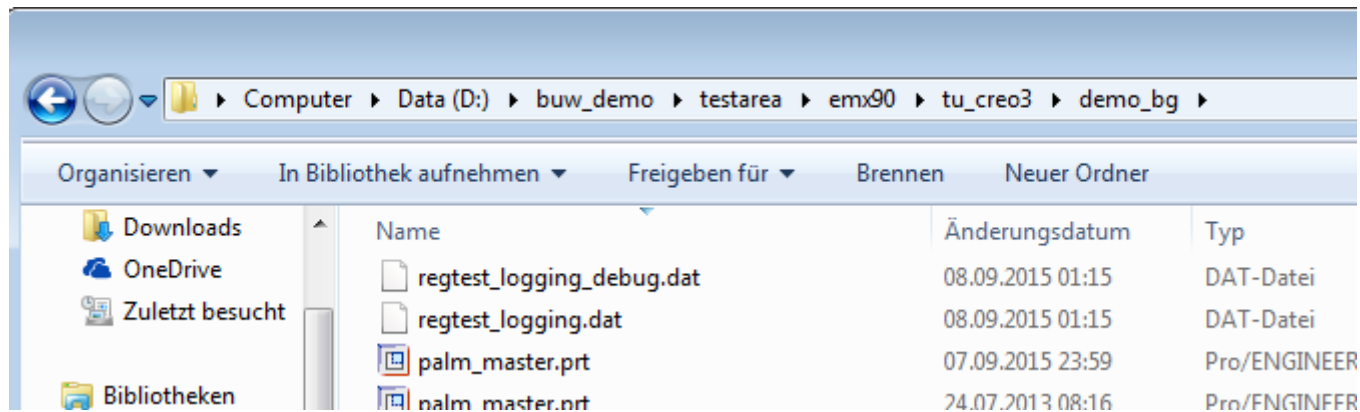 Computer Data (D:) buw_demo testarea emx90 tu_creo3 demo_bg
Organisieren In Bibliothek aufnehmen Freigeben für Brennen Neuer Ordner
Downloads Name Änderungsdatum Typ
OneDrive regtest_logging_debug.dat 08.09.2015 01:15 DAT-Datei
Zuletzt besucht regtest_logging.dat 08.09.2015 01:15 DAT-Datei
palm_master.prt 07.09.2015 23:59 Pro/ENGINEER
Bibliotheken palm_master.prt 24.07.2013 08:16 Pro/ENGINEER